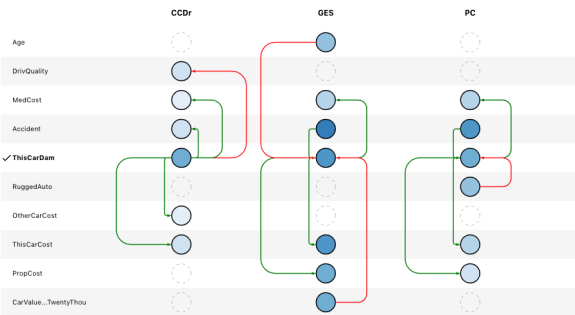 CCDr GES PC
Age
DrivQuality
MedCost
Accident
ThisCarDam
RuggedAuto
OtherCarCost
ThisCarCost
PropCost
CarValue...TwentyThou